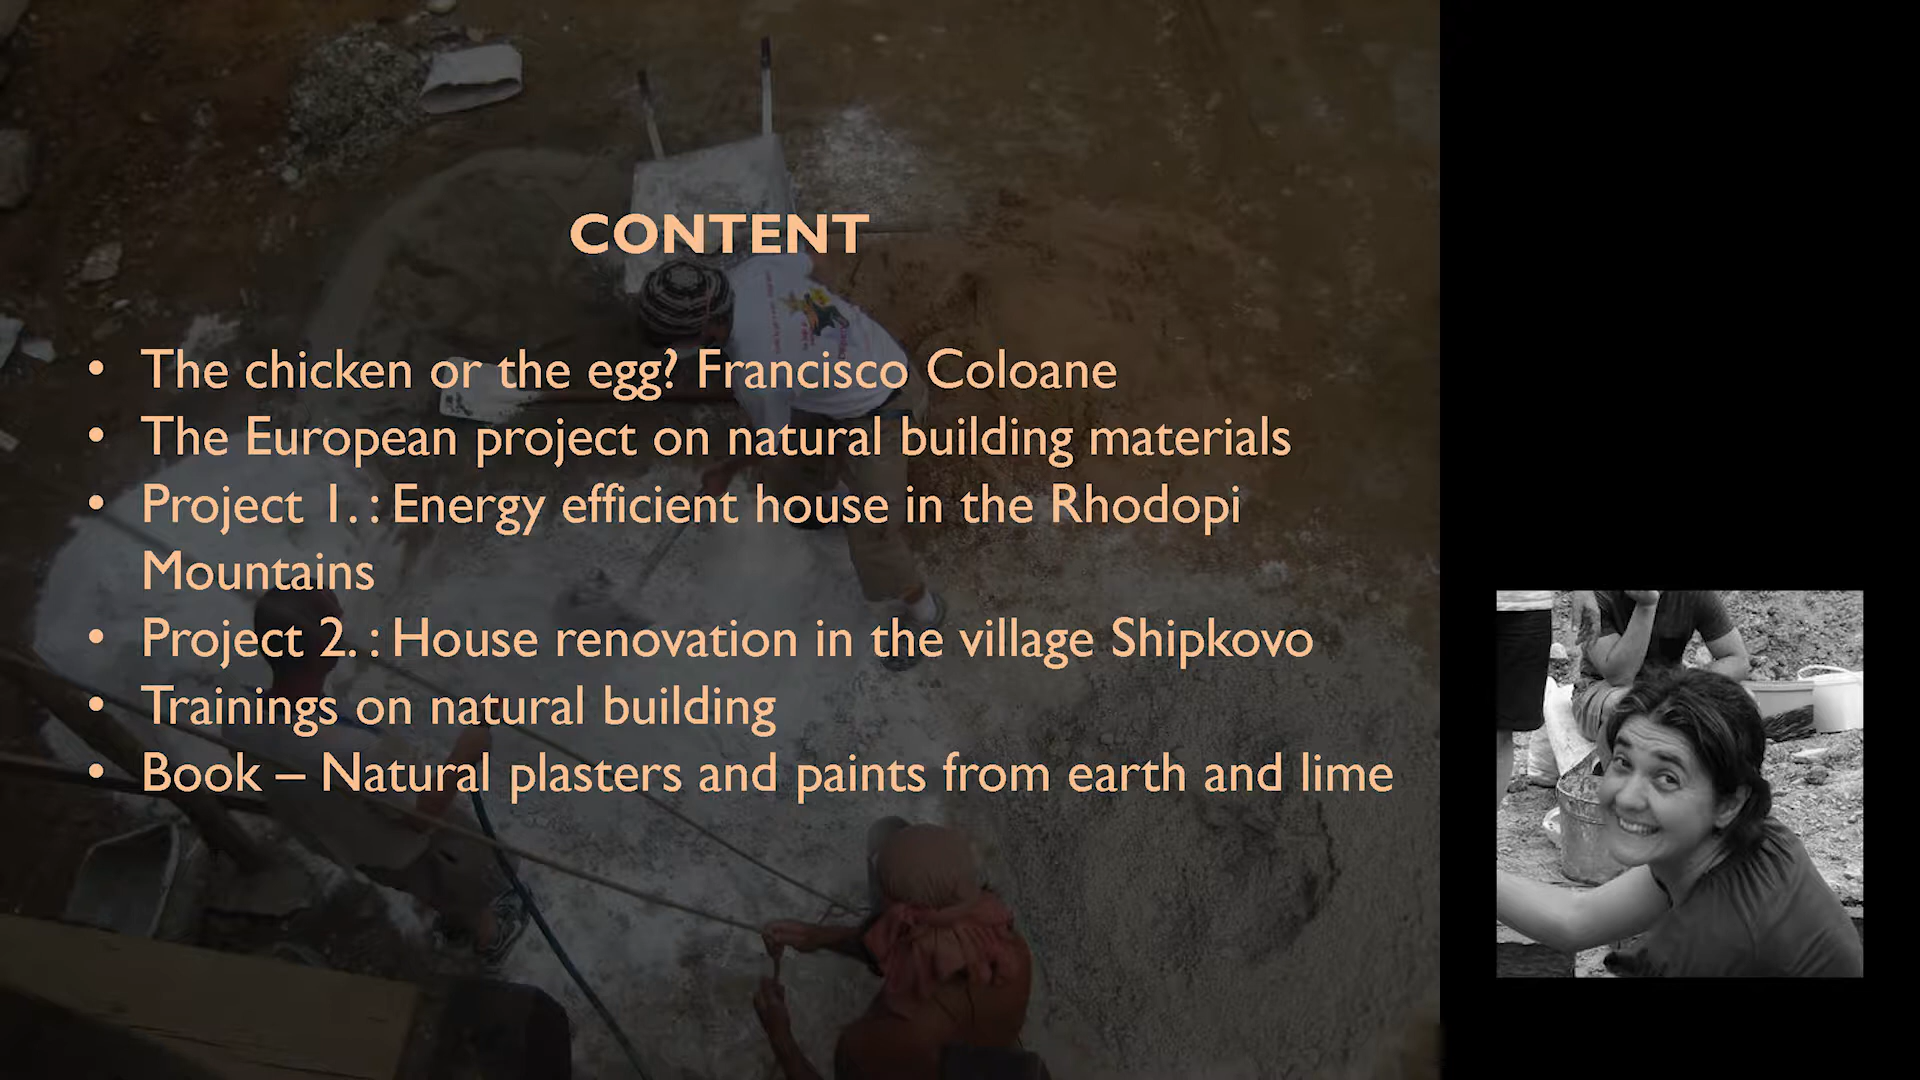 CONTENT
• The chicken or the egg? Francisco Coloane
• The European project on natural building materials
• Project 1. : Energy efficient house in the Rhodopi
Mountains
• Project 2. : House renovation in the village Shipkovo
• Trainings on natural building
• Book – Natural plasters and paints from earth and lime